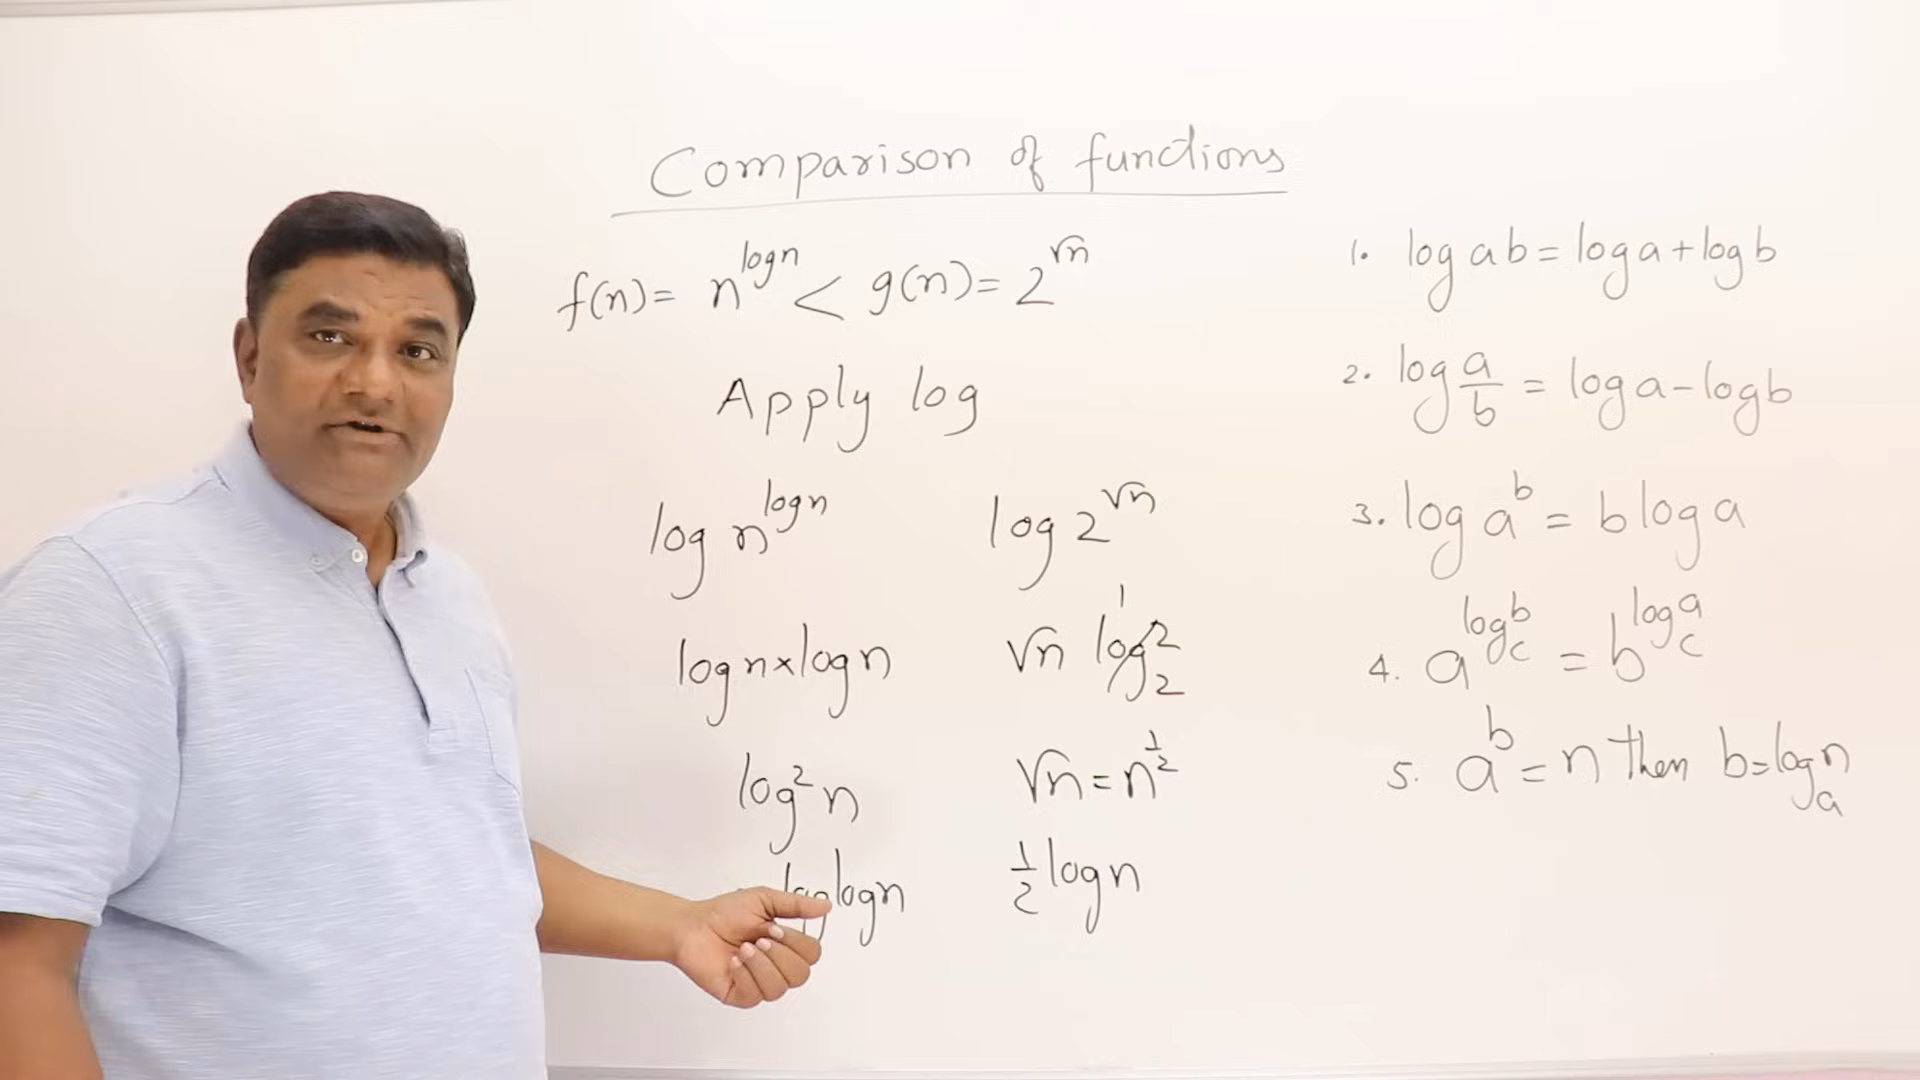 Comparison of functions
f(n) = n^logn < g(n) = 2^√n
Apply log
log n^logn log 2^√n
logn×logn √n log₂2 1
log²n √n = n^1/2
logn 1/2 logn
1. log ab = log a + log b
2. log a/b = log a - log b
3. log a^b = b log a
4. a^log_c b = b^log_c a
5. a^b = n then b = log_a n